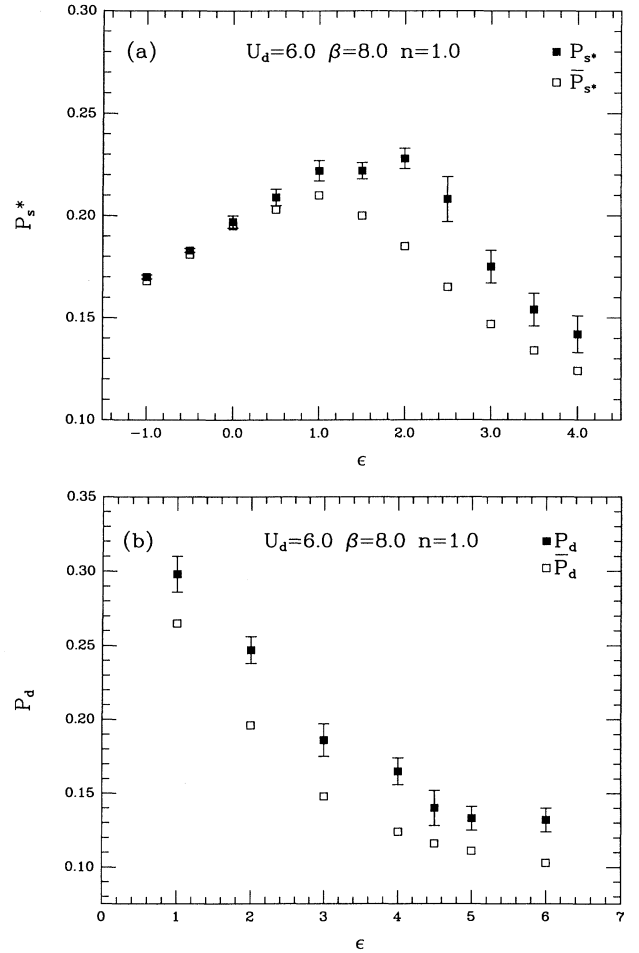 0.30
(a)
U_d=6.0 β=8.0 n=1.0
■ P_s*
□ P̅_s*
0.25
0.20
P_s*
0.15
0.10
−1.0 0.0 1.0 2.0 3.0 4.0
ϵ
0.35
(b)
U_d=6.0 β=8.0 n=1.0
■ P_d
□ P̅_d
0.30
0.25
P_d
0.20
0.15
0.10
0 1 2 3 4 5 6 7
ϵ